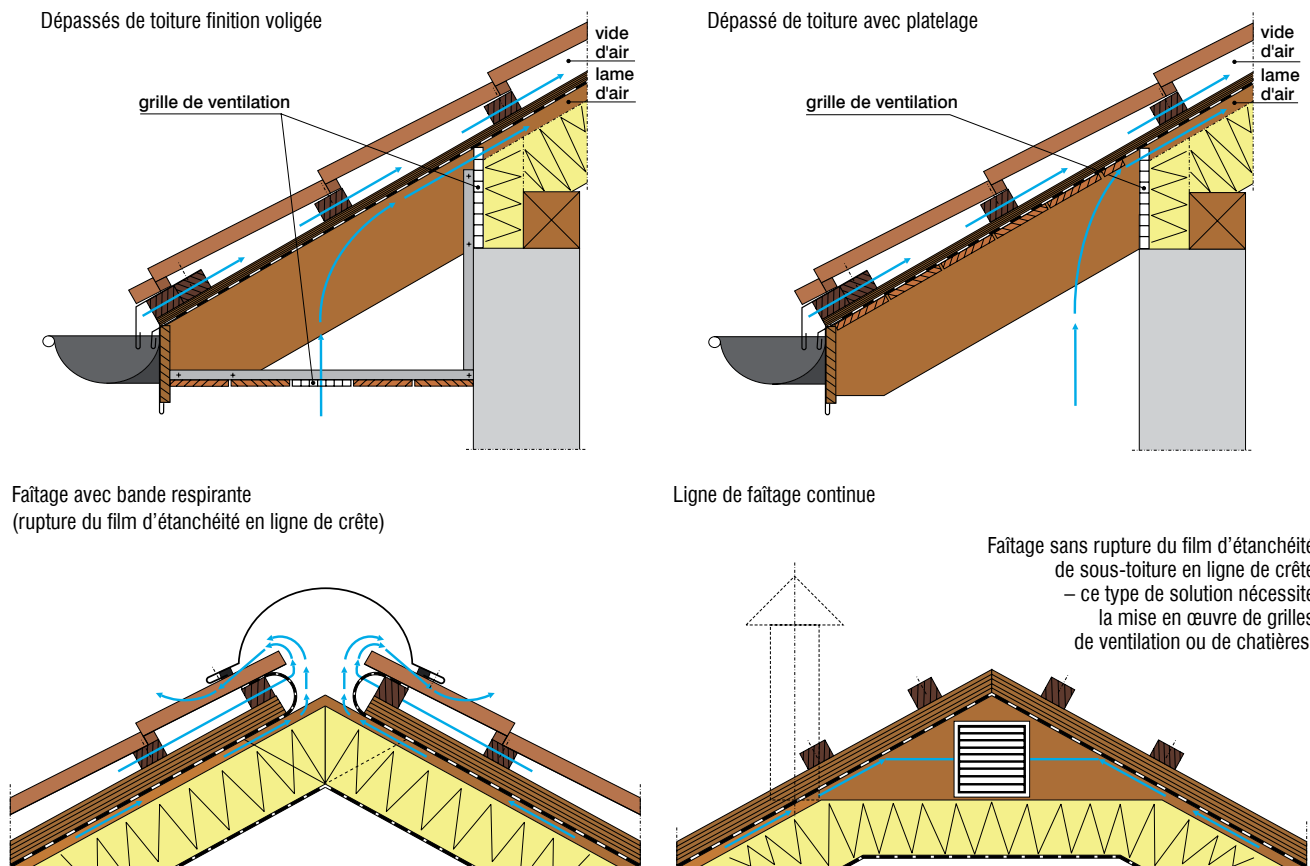 Dépassés de toiture finition voligée
vide
d'air
lame
d'air
grille de ventilation
Dépassé de toiture avec platelage
vide
d'air
lame
d'air
grille de ventilation
Faîtage avec bande respirante
(rupture du film d’étanchéité en ligne de crête)
Ligne de faîtage continue
Faîtage sans rupture du film d’étanchéité
de sous-toiture en ligne de crête
– ce type de solution nécessite
la mise en œuvre de grilles
de ventilation ou de chatières